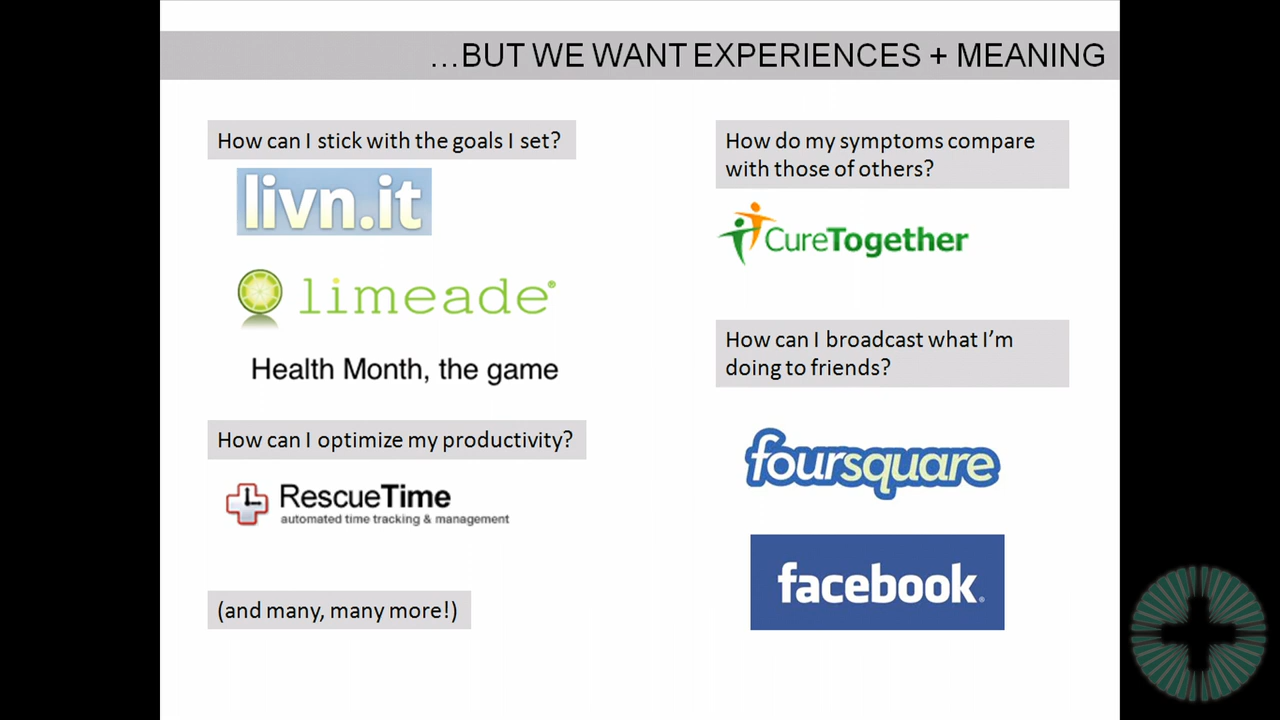 …BUT WE WANT EXPERIENCES + MEANING
How can I stick with the goals I set?
livn.it
limeade®
Health Month, the game
How can I optimize my productivity?
RescueTime
automated time tracking & management
(and many, many more!)
How do my symptoms compare
with those of others?
CureTogether
How can I broadcast what I’m
doing to friends?
foursquare
facebook®